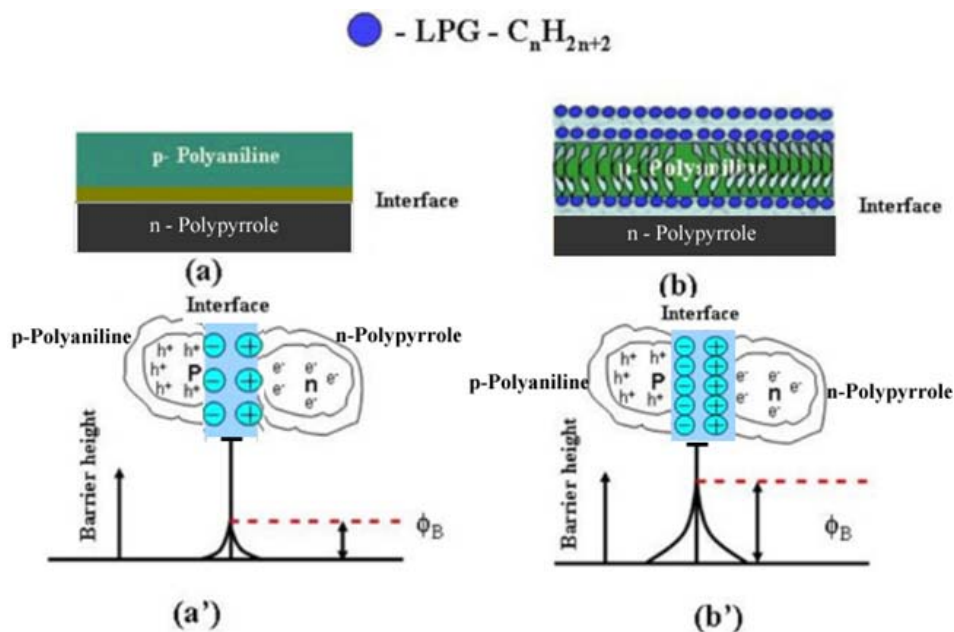 - LPG - CₙH₂ₙ₊₂
p- Polyaniline
Interface
n - Polypyrrole
(a)
p- Polyaniline
Interface
n - Polypyrrole
(b)
Interface
p-Polyaniline
n-Polypyrrole
h⁺ h⁺
h⁺ P
h⁺ h⁺
h⁺
- +
- +
- +
e⁻ e⁻
e⁻ n e⁻
e⁻
Barrier height
ϕB
(a')
Interface
p-Polyaniline
n-Polypyrrole
h⁺ h⁺
h⁺ P
h⁺ h⁺
h⁺
- +
- +
- +
- +
- +
e⁻ e⁻
e⁻ n e⁻
e⁻
Barrier height
ϕB
(b')